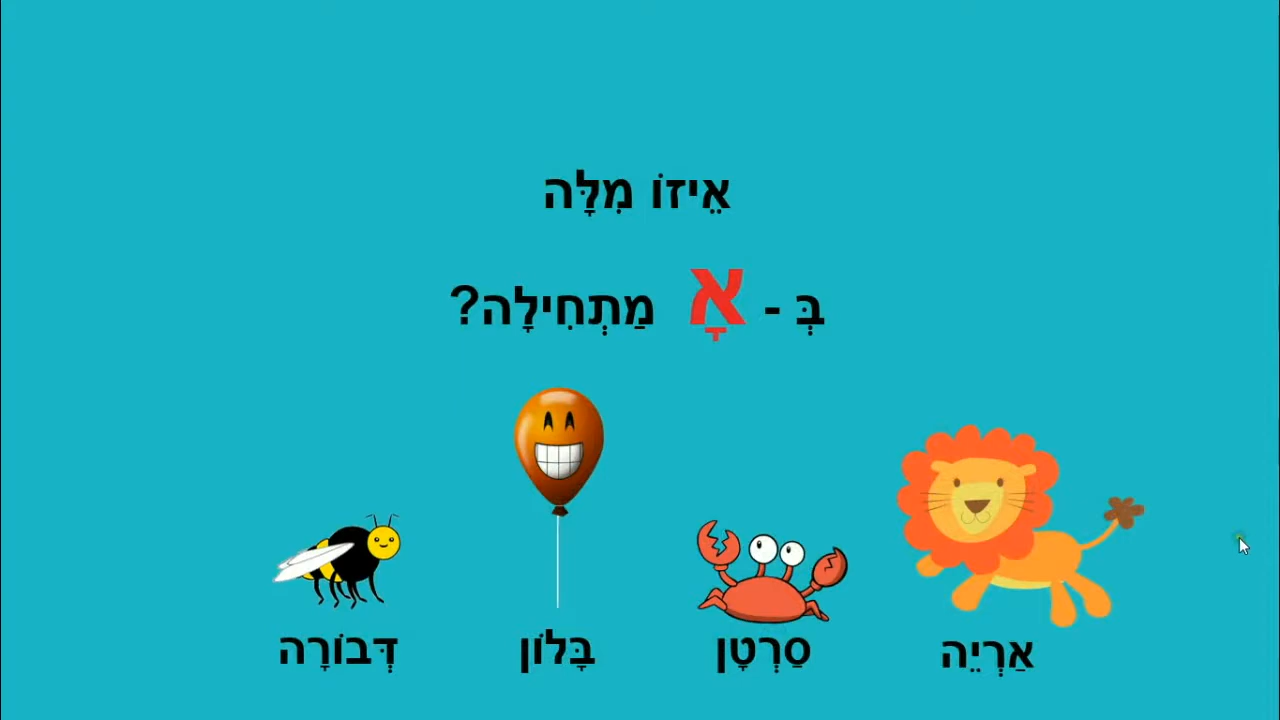 אֵיזוֹ מִלָּה
בְּ - אָ מַתְחִילָה?
אַרְיֵה סַרְטָן בָּלוֹן דְּבוֹרָה